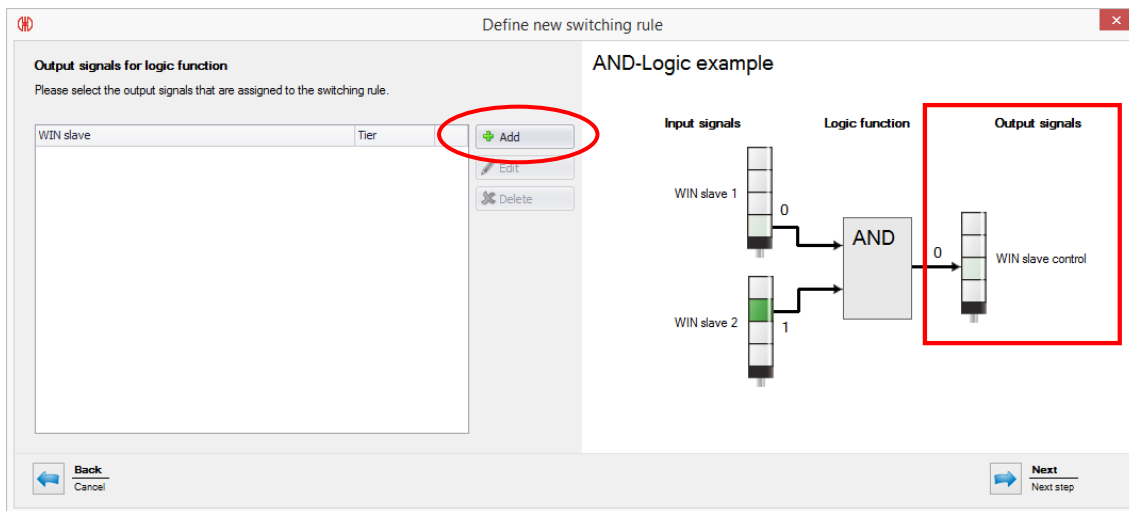 Define new switching rule
Output signals for logic function
Please select the output signals that are assigned to the switching rule.
WIN slave
Tier
Add
Edit
Delete
AND-Logic example
Input signals
Logic function
Output signals
WIN slave 1
0
AND
0
WIN slave control
WIN slave 2
1
Back
Cancel
Next
Next step